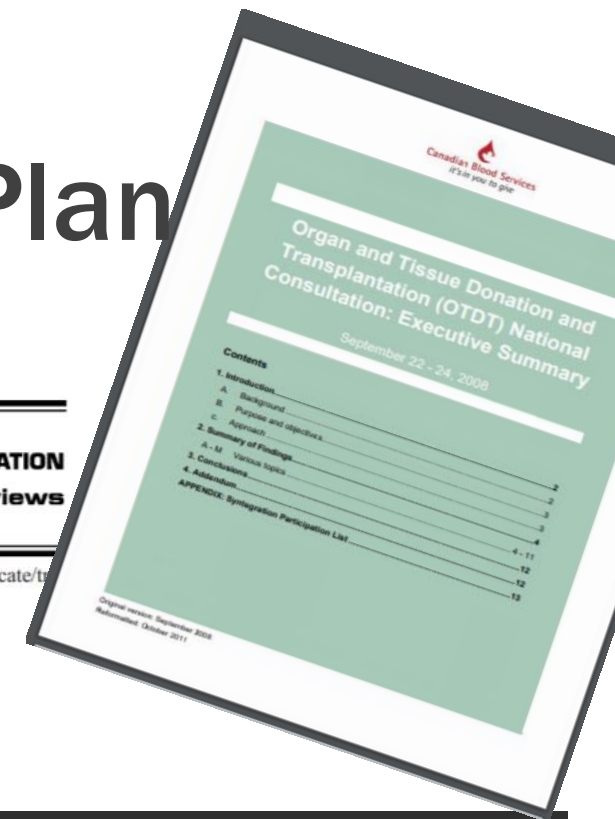 Plan
ATION
iews
cate/tr
Canadian Blood Services
it's in you to give
Organ and Tissue Donation and
Transplantation (OTDT) National
Consultation: Executive Summary
September 22 - 24, 2008
Contents
1. Introduction 2
A. Background 2
B. Purpose and objectives 3
c. Approach 3
2. Summary of Findings 4
A - M Various topics 4 - 11
3. Conclusions 12
4. Addendum 12
APPENDIX: Syntegration Participation List 13
Original version: September 2008
Reformatted: October 2011